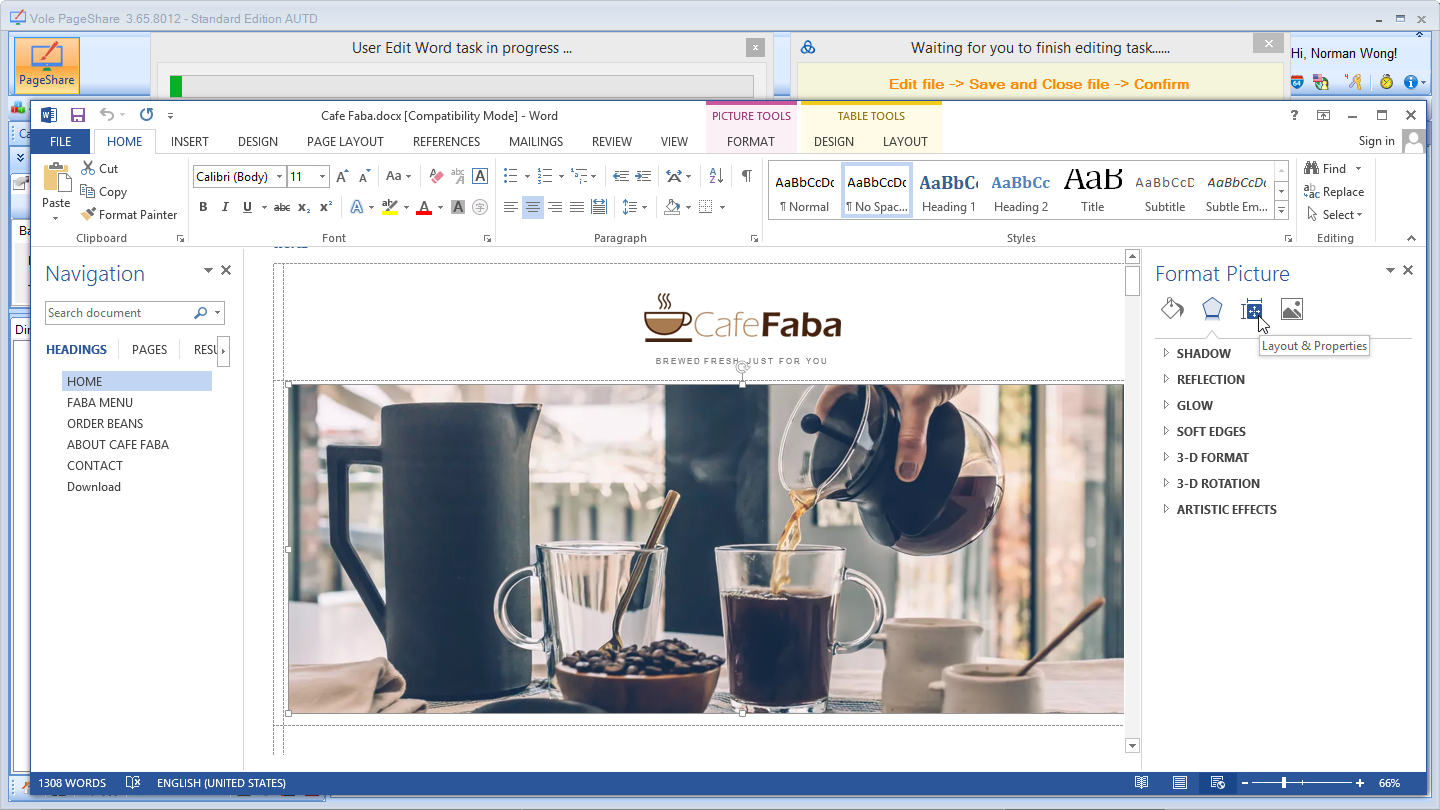 Vole PageShare 3.65.8012 - Standard Edition AUTD
PageShare
User Edit Word task in progress ...
Waiting for you to finish editing task......
Edit file -> Save and Close file -> Confirm
Hi, Norman Wong!
Cafe Faba.docx [Compatibility Mode] - Word
PICTURE TOOLS
TABLE TOOLS
FILE HOME INSERT DESIGN PAGE LAYOUT REFERENCES MAILINGS REVIEW VIEW FORMAT DESIGN LAYOUT
Sign in
Paste
Cut
Copy
Format Painter
Clipboard
Calibri (Body) 11
Font
Paragraph
AaBbCcDc AaBbCcDc AaBbC AaBbCc AaB AaBbCcD AaBbCcDc
¶ Normal ¶ No Spac... Heading 1 Heading 2 Title Subtitle Subtle Em...
Styles
Find
Replace
Select
Editing
Navigation
Search document
HEADINGS PAGES RESU
HOME
FABA MENU
ORDER BEANS
ABOUT CAFE FABA
CONTACT
Download
CafeFaba
BREWED FRESH JUST FOR YOU
Format Picture
Layout & Properties
SHADOW
REFLECTION
GLOW
SOFT EDGES
3-D FORMAT
3-D ROTATION
ARTISTIC EFFECTS
1308 WORDS
ENGLISH (UNITED STATES)
66%